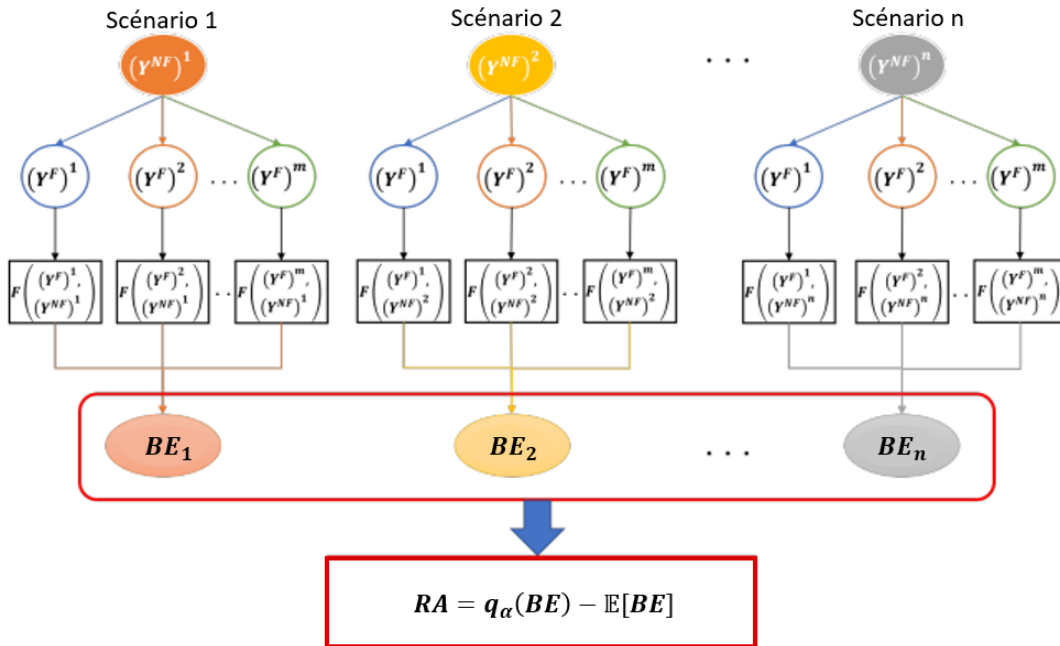 Scénario 1 Scénario 2 Scénario n
(Y^{NF})^1 (Y^{NF})^2 . . . (Y^{NF})^n
(Y^F)^1 (Y^F)^2 . . . (Y^F)^m (Y^F)^1 (Y^F)^2 . . . (Y^F)^m (Y^F)^1 (Y^F)^2 . . . (Y^F)^m
F((Y^F)^1, (Y^{NF})^1) F((Y^F)^2, (Y^{NF})^1) . . F((Y^F)^m, (Y^{NF})^1) F((Y^F)^1, (Y^{NF})^2) F((Y^F)^2, (Y^{NF})^2) . . F((Y^F)^m, (Y^{NF})^2) F((Y^F)^1, (Y^{NF})^n) F((Y^F)^2, (Y^{NF})^n) . . F((Y^F)^m, (Y^{NF})^n)
BE_1 BE_2 . . . BE_n
RA = q_α(BE) − 𝔼[BE]